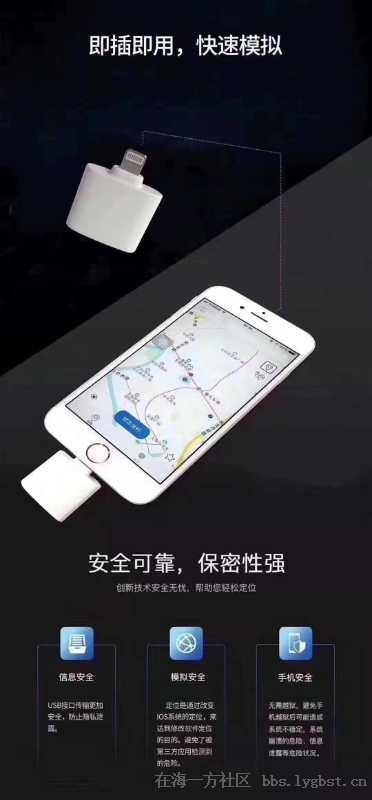 即插即用，快速模拟
安全可靠，保密性强
创新技术安全无忧，帮助您轻松定位
信息安全
USB接口传输更加
安全，防止隐私泄
露。
模拟安全
定位是通过改变
IOS系统的定位，来
达到修改软件定位
的目的。避免了被
第三方应用检测到
的危险。
手机安全
无需越狱，避免手
机越狱后可能造成
系统不稳定，系统
崩溃的危险，信息
泄露等危险状况。
在海一方社区 bbs.lygbst.cn